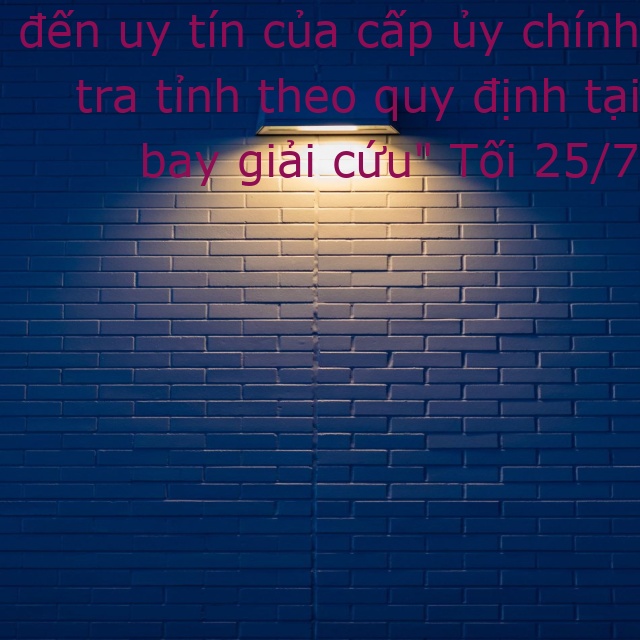 đến uy tín của cấp ủy chính
tra tỉnh theo quy định tại
bay giải cứu" Tối 25/7